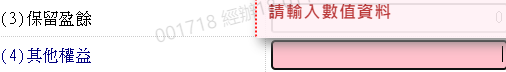 請輸入數值資料
(3)保留盈餘
0
001718 經辦
(4)其他權益